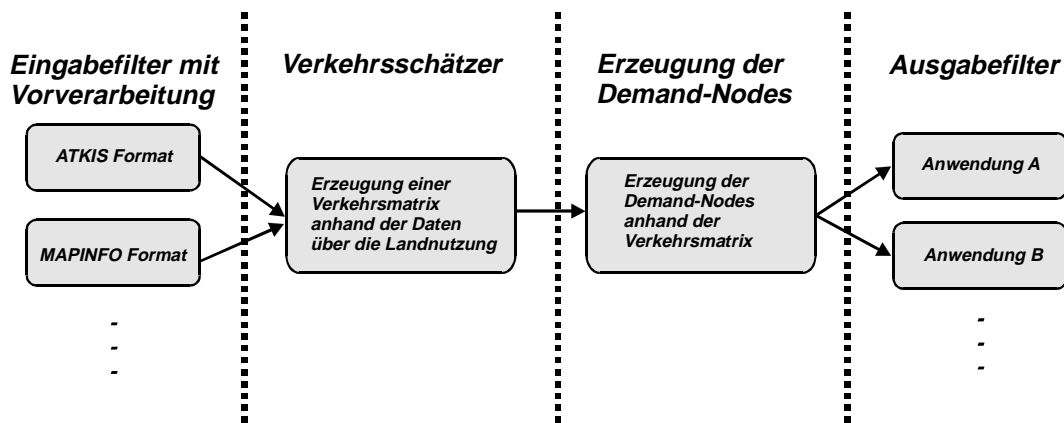 Eingabefilter mit
Vorverarbeitung
ATKIS Format
MAPINFO Format
-
-
-
Verkehrsschätzer
Erzeugung einer
Verkehrsmatrix
anhand der Daten
über die Landnutzung
Erzeugung der
Demand-Nodes
Erzeugung der
Demand-Nodes
anhand der
Verkehrsmatrix
Ausgabefilter
Anwendung A
Anwendung B
-
-
-